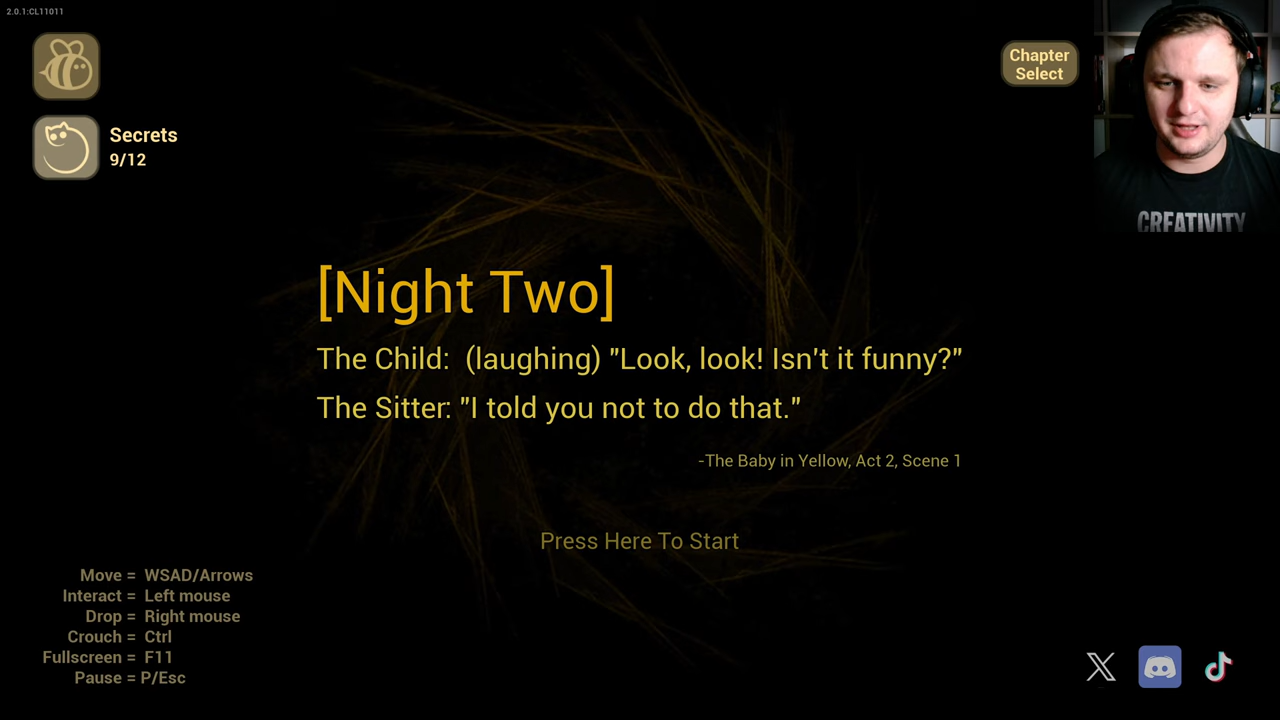 2.0.1:CL11011
Chapter
Select
Secrets
9/12
CREATIVITY
[Night Two]
The Child:  (laughing) "Look, look! Isn't it funny?"
The Sitter: "I told you not to do that."
-The Baby in Yellow, Act 2, Scene 1
Press Here To Start
Move = WSAD/Arrows
Interact = Left mouse
Drop = Right mouse
Crouch = Ctrl
Fullscreen = F11
Pause = P/Esc